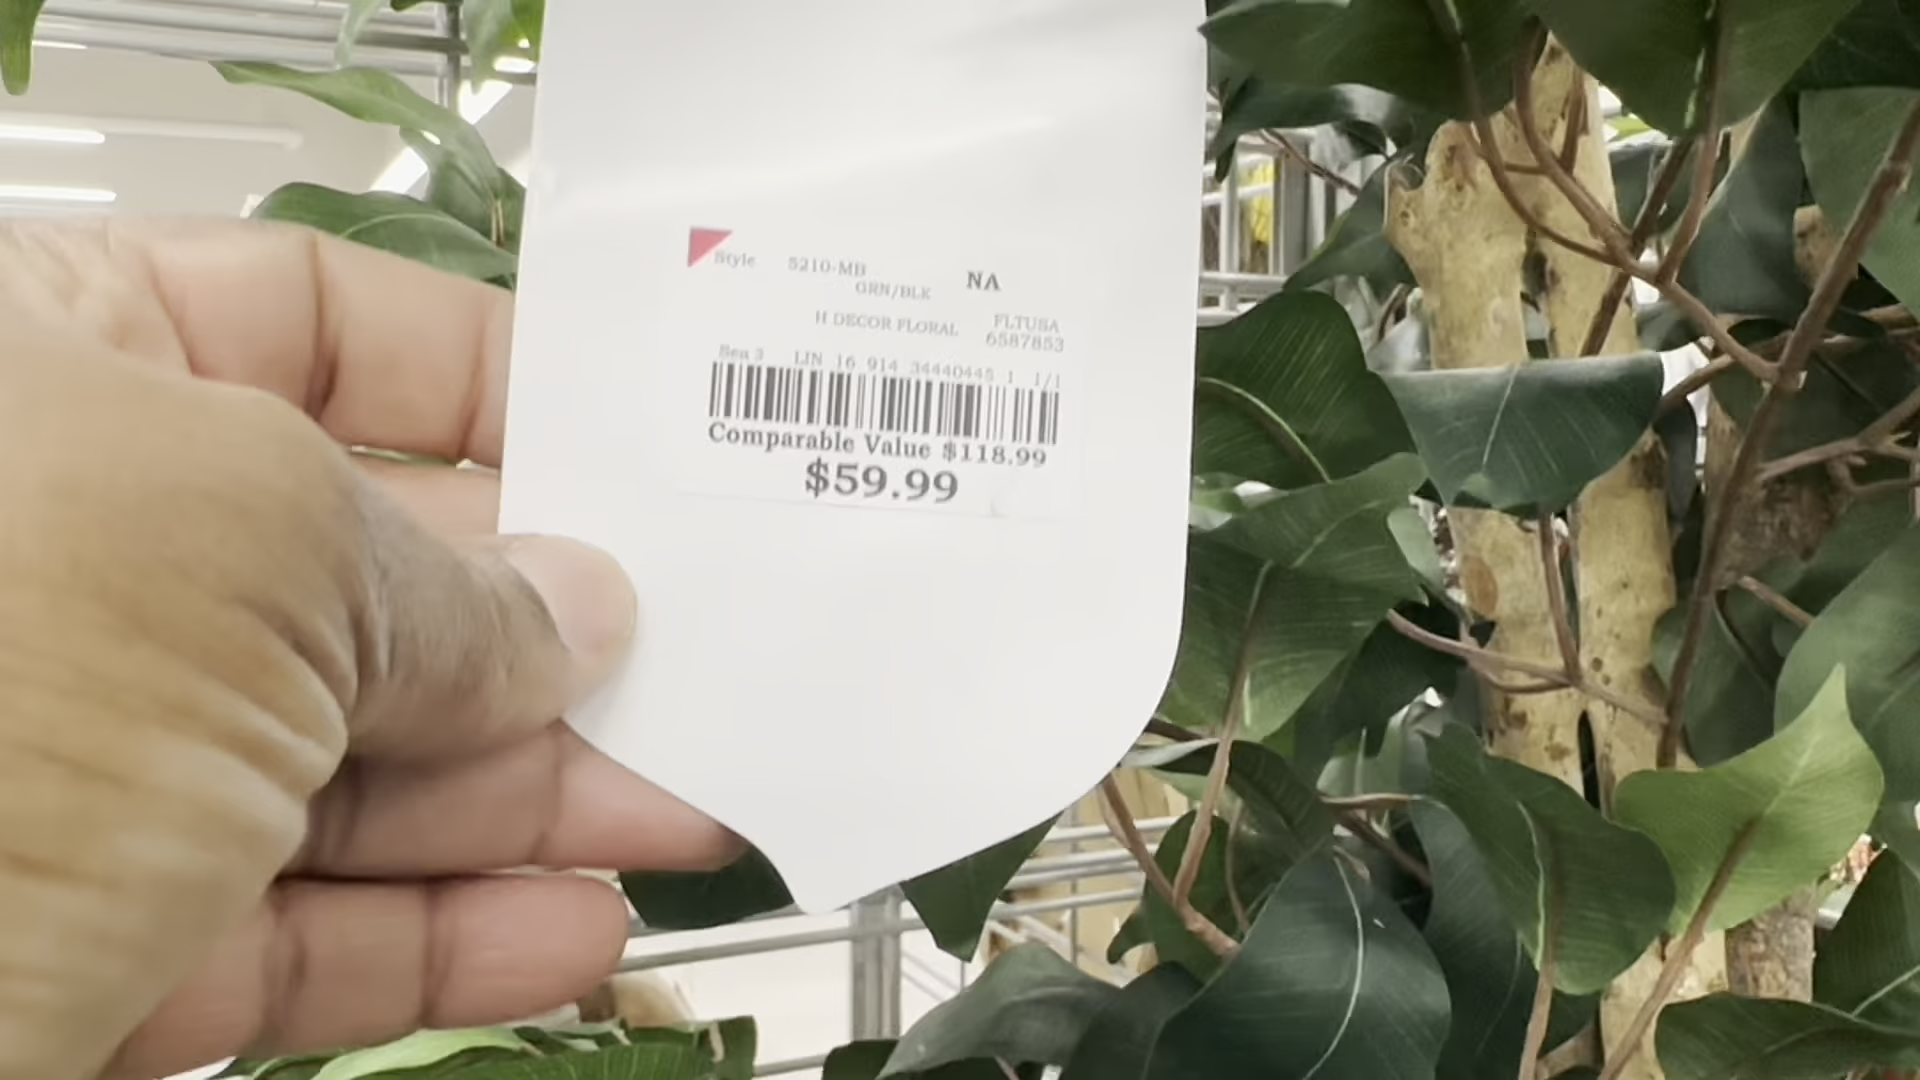 Style 5210-MB NA
GRN/BLK
H DECOR FLORAL FLTUSA
6587853
Sea 3 LIN 16 914 34440445 1 1/1
Comparable Value $118.99
$59.99